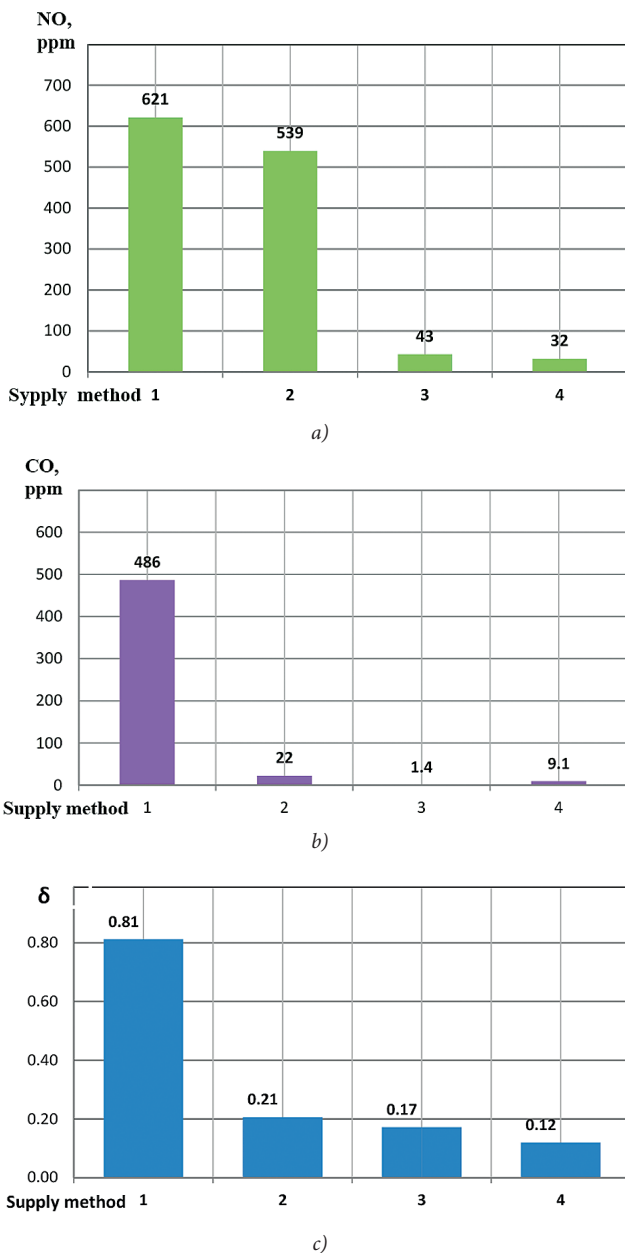 NO,
ppm
700
621
600
539
500
400
300
200
100
43
32
0
Sypply method 1 2 3 4
a)
CO,
ppm
600
486
500
400
300
200
100
22
1.4
9.1
0
Supply method 1 2 3 4
b)
δ
0.81
0.80
0.60
0.40
0.21
0.17
0.12
0.20
0.00
Supply method 1 2 3 4
c)